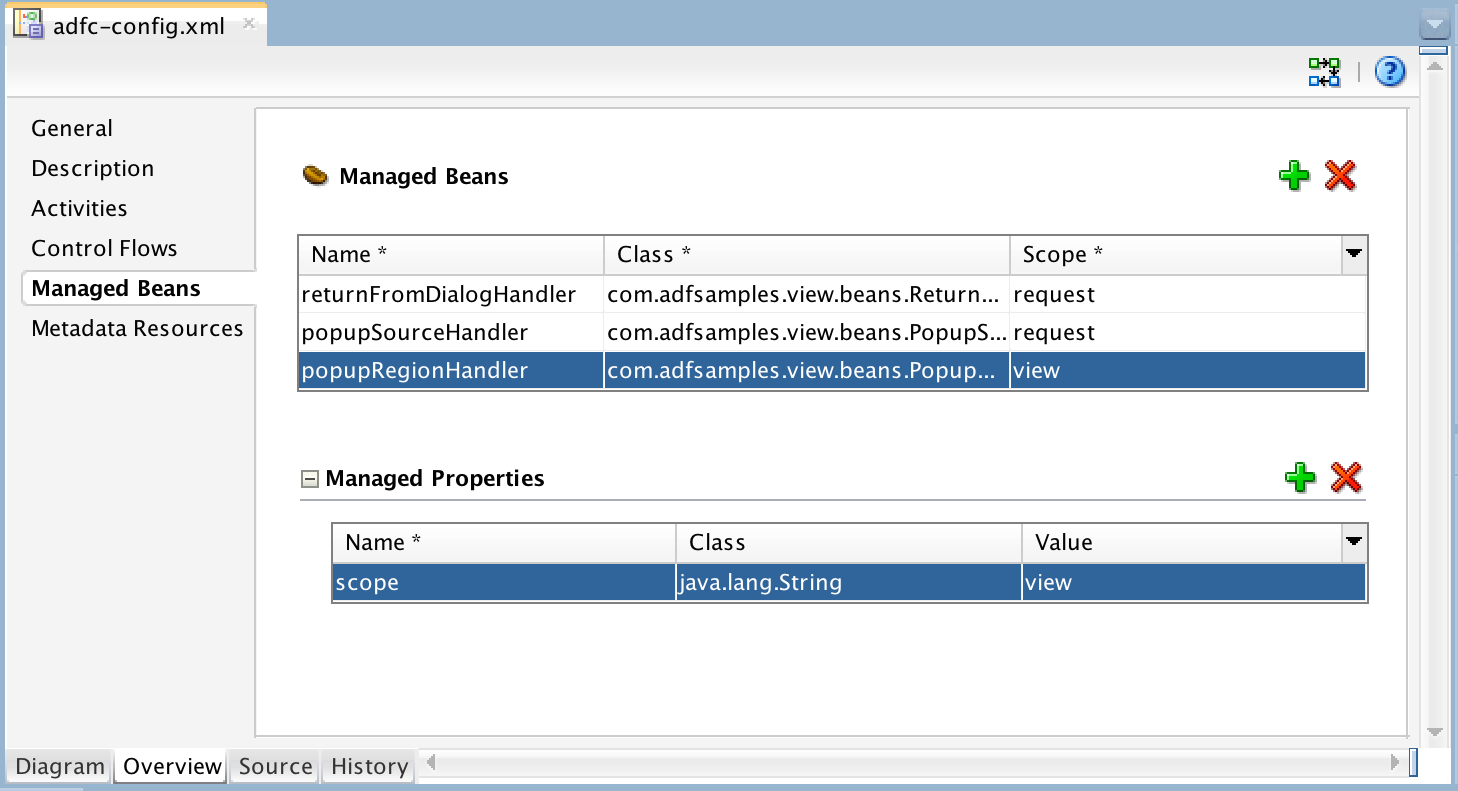 adfc-config.xml
General
Description
Activities
Control Flows
Managed Beans
Metadata Resources
Managed Beans
Name * Class * Scope *
returnFromDialogHandler com.adfsamples.view.beans.Return... request
popupSourceHandler com.adfsamples.view.beans.PopupS... request
popupRegionHandler com.adfsamples.view.beans.Popup... view
Managed Properties
Name * Class Value
scope java.lang.String view
Diagram Overview Source History